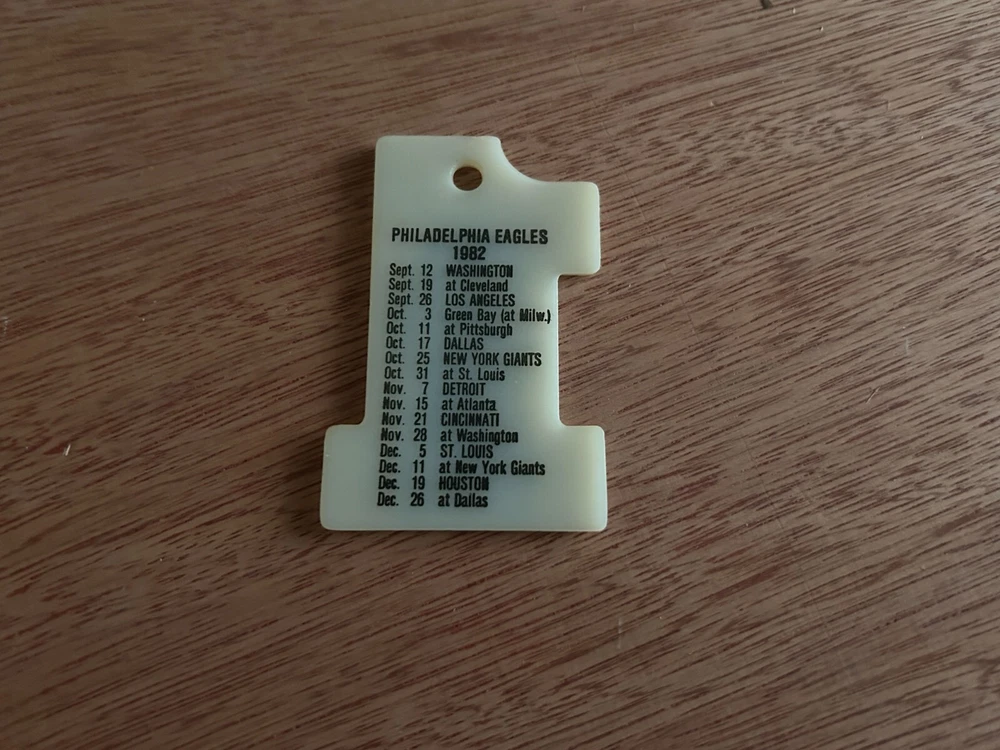 PHILADELPHIA EAGLES
1982
Sept. 12 WASHINGTON
Sept. 19 at Cleveland
Sept. 26 LOS ANGELES
Oct. 3 Green Bay (at Milw.)
Oct. 11 at Pittsburgh
Oct. 17 DALLAS
Oct. 25 NEW YORK GIANTS
Oct. 31 at St. Louis
Nov. 7 DETROIT
Nov. 15 at Atlanta
Nov. 21 CINCINNATI
Nov. 28 at Washington
Dec. 5 ST. LOUIS
Dec. 11 at New York Giants
Dec. 19 HOUSTON
Dec. 26 at Dallas